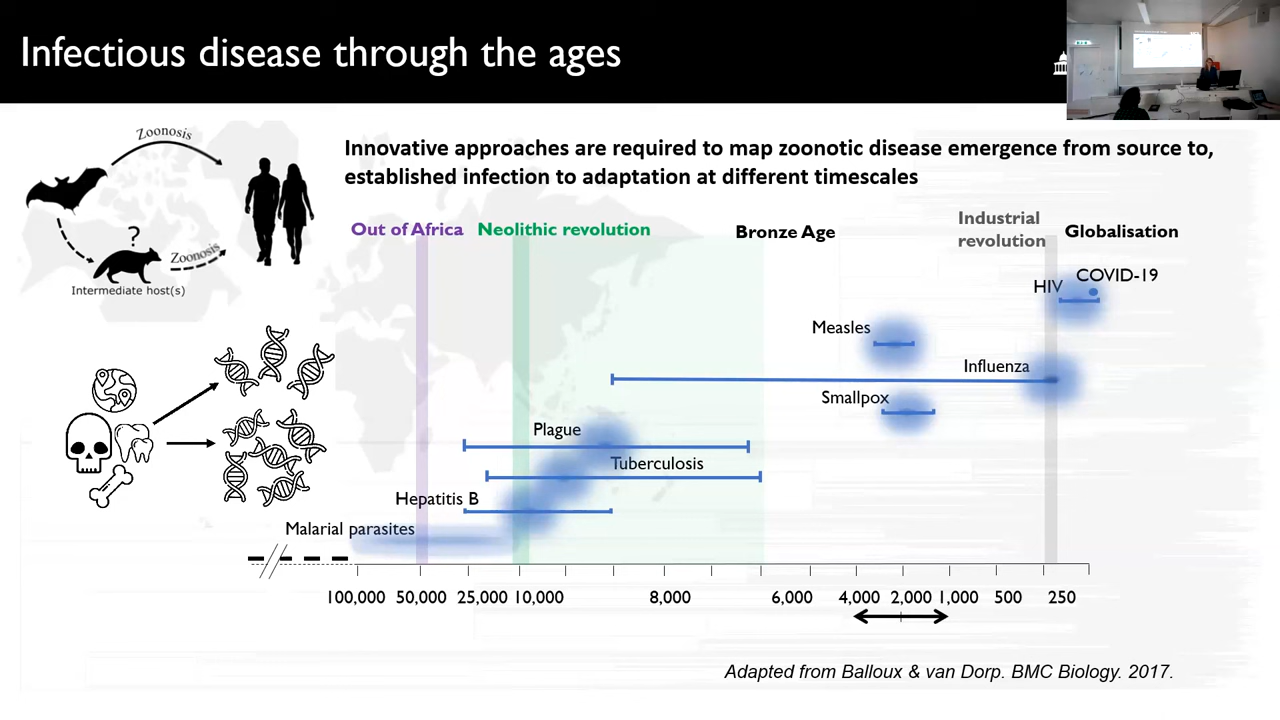 Infectious disease through the ages
Zoonosis
?
Zoonosis
Intermediate host(s)
Innovative approaches are required to map zoonotic disease emergence from source to,
established infection to adaptation at different timescales
Out of Africa
Neolithic revolution
Bronze Age
Industrial
revolution
Globalisation
COVID-19
HIV
Measles
Influenza
Smallpox
Plague
Tuberculosis
Hepatitis B
Malarial parasites
100,000 50,000 25,000 10,000 8,000 6,000 4,000 2,000 1,000 500 250
Adapted from Balloux & van Dorp. BMC Biology. 2017.